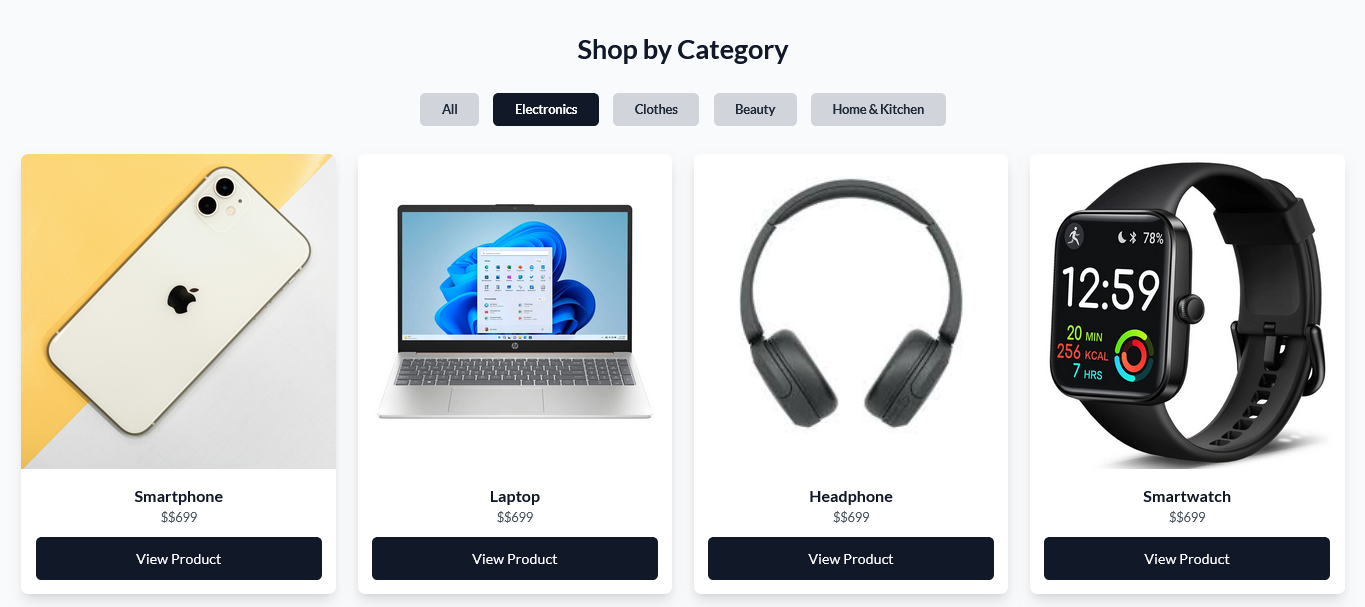 Shop by Category
All Electronics Clothes Beauty Home & Kitchen
78%
12:59
20 MIN
256 KCAL
7 HRS
hp
Smartphone Laptop Headphone Smartwatch
$$699 $$699 $$699 $$699
View Product View Product View Product View Product